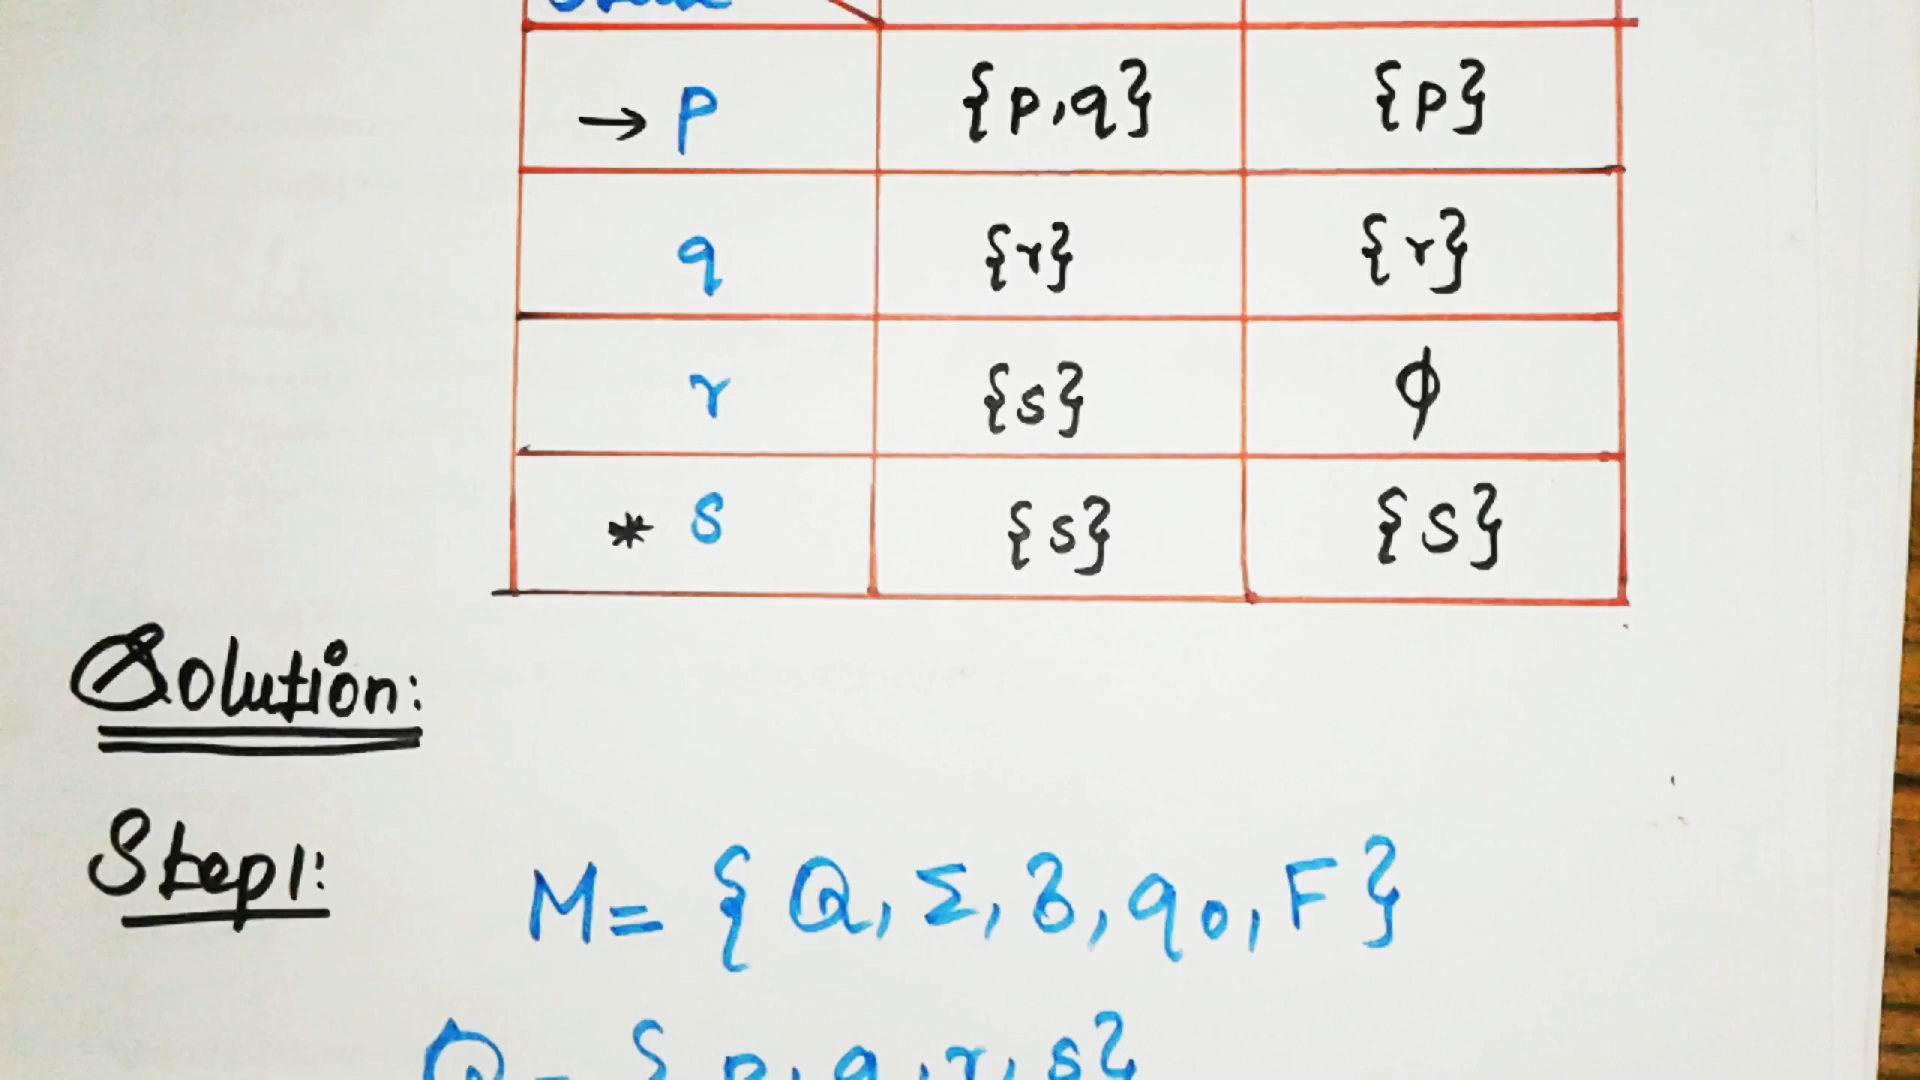 → p {p,q} {p}
q {r} {r}
r {s} ϕ
* s {s} {s}
Solution:
Step1: M= {Q, Σ, δ, q0, F}
Q = {p, q, r, s}